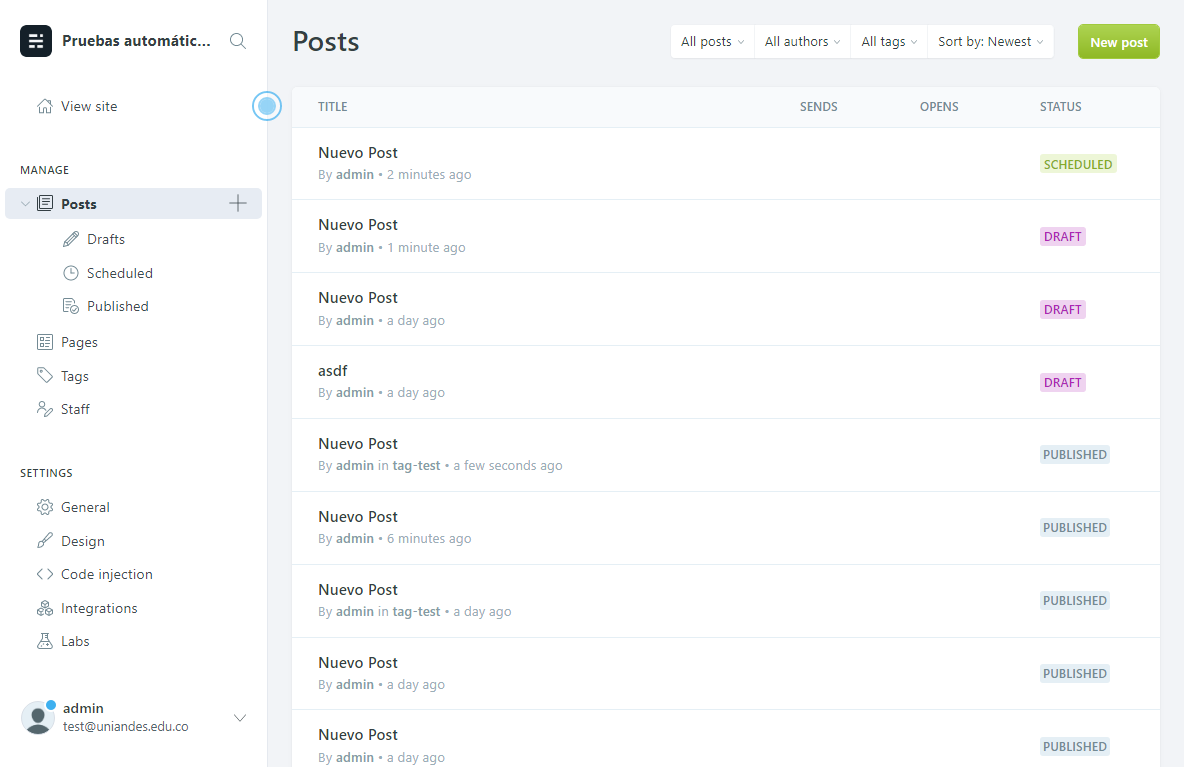 Pruebas automátic...
View site
MANAGE
Posts
Drafts
Scheduled
Published
Pages
Tags
Staff
SETTINGS
General
Design
Code injection
Integrations
Labs
admin
test@uniandes.edu.co
Posts
All posts
All authors
All tags
Sort by: Newest
New post
TITLE SENDS OPENS STATUS
Nuevo Post
By admin • 2 minutes ago
SCHEDULED
Nuevo Post
By admin • 1 minute ago
DRAFT
Nuevo Post
By admin • a day ago
DRAFT
asdf
By admin • a day ago
DRAFT
Nuevo Post
By admin in tag-test • a few seconds ago
PUBLISHED
Nuevo Post
By admin • 6 minutes ago
PUBLISHED
Nuevo Post
By admin in tag-test • a day ago
PUBLISHED
Nuevo Post
By admin • a day ago
PUBLISHED
Nuevo Post
By admin • a day ago
PUBLISHED